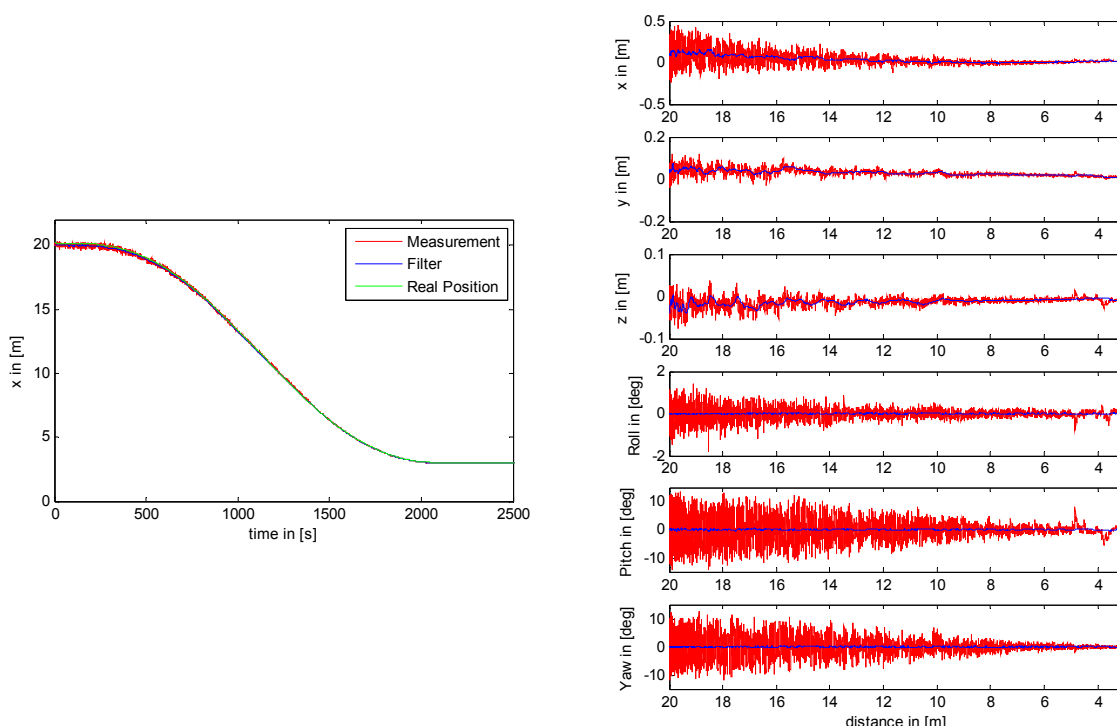 20
15
10
5
0
x in [m]
0 500 1000 1500 2000 2500
time in [s]
Measurement
Filter
Real Position
0.5
0
-0.5
x in [m]
20 18 16 14 12 10 8 6 4
0.2
0
-0.2
y in [m]
20 18 16 14 12 10 8 6 4
0.1
0
-0.1
z in [m]
20 18 16 14 12 10 8 6 4
2
0
-2
Roll in [deg]
20 18 16 14 12 10 8 6 4
10
0
-10
Pitch in [deg]
20 18 16 14 12 10 8 6 4
10
0
-10
Yaw in [deg]
20 18 16 14 12 10 8 6 4
distance in [m]